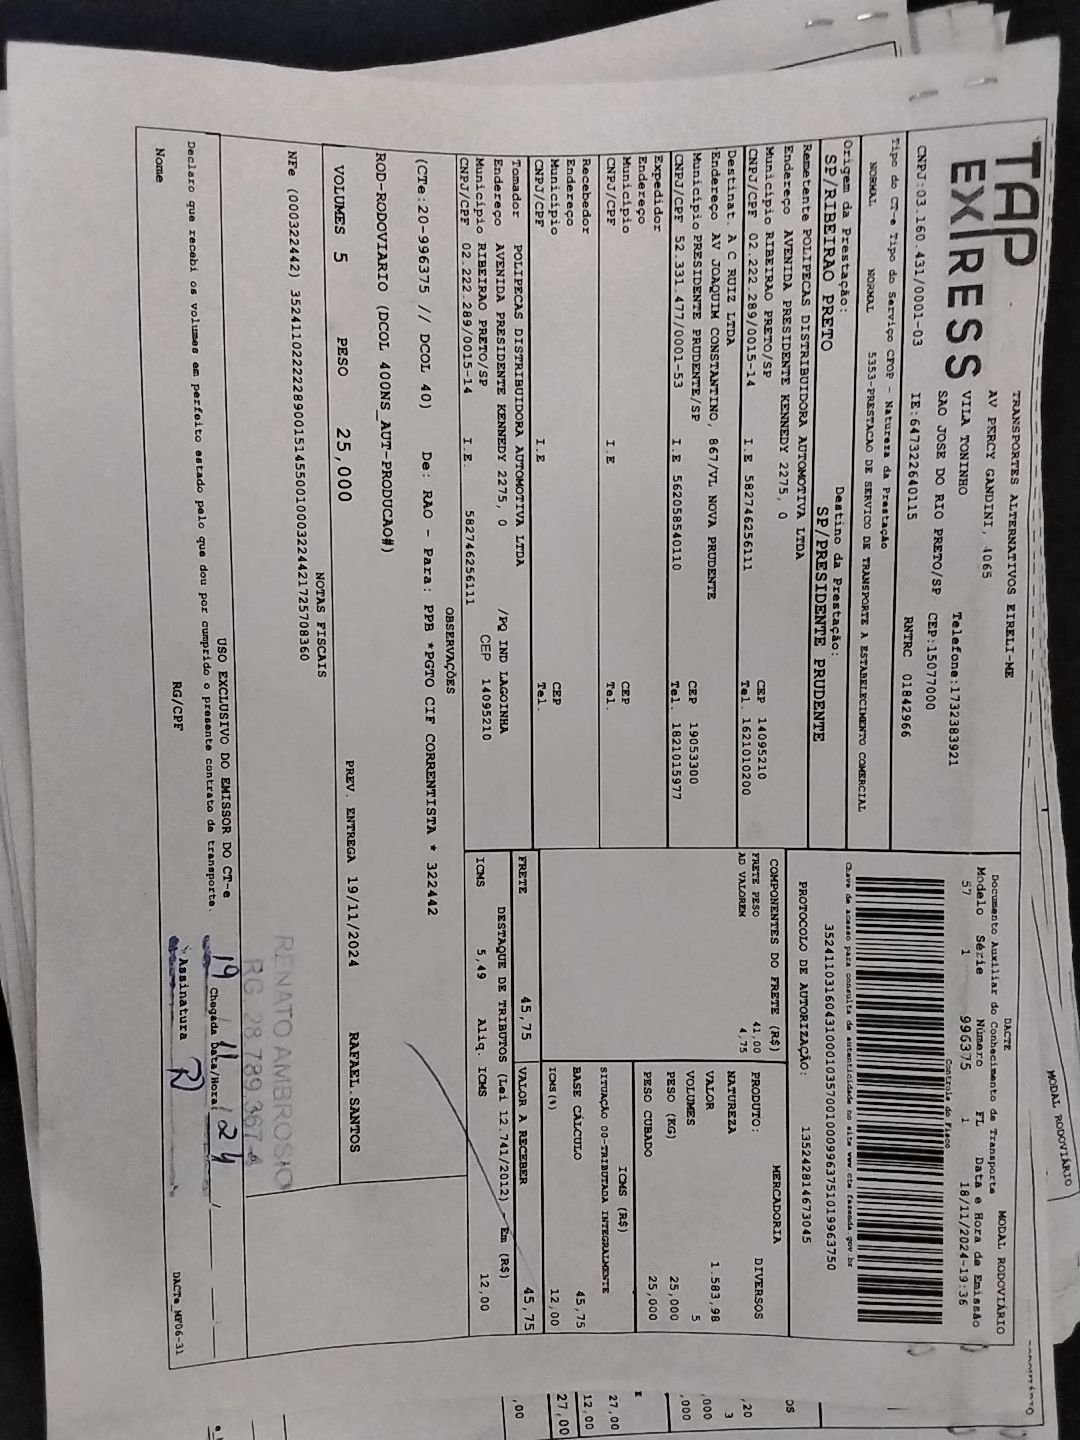 TAP EXPRESS
TRANSPORTES ALTERNATIVOS EIRELI-ME
AV PERCY GANDINI, 4065
VILA TONINHO Telefone:1732383921
SAO JOSE DO RIO PRETO/SP CEP:15077000
CNPJ:03.160.431/0001-03 IE:647322640115 RNTRC 01842966
Tipo do CT-e Tipo do Serviço CFOP - Natureza da Prestação
NORMAL NORMAL 5353-PRESTACAO DE SERVICO DE TRANSPORTE A ESTABELECIMENTO COMERCIAL
Origem da Prestação: Destino da Prestação:
SP/RIBEIRAO PRETO SP/PRESIDENTE PRUDENTE
Remetente POLIPECAS DISTRIBUIDORA AUTOMOTIVA LTDA
Endereço AVENIDA PRESIDENTE KENNEDY 2275, 0
Municipio RIBEIRAO PRETO/SP CEP 14095210
CNPJ/CPF 02.222.289/0015-14 I.E 582746256111 Tel. 1621010200
Destinat A C RUIZ LTDA
Endereço AV JOAQUIM CONSTANTINO, 867/VL NOVA PRUDENTE
Municipio PRESIDENTE PRUDENTE/SP CEP 19053300
CNPJ/CPF 52.331.477/0001-53 I.E 562058540110 Tel. 1821015977
Expedidor
Endereço
Municipio CEP
CNPJ/CPF I.E Tel.
Recebedor
Endereço
Municipio CEP
CNPJ/CPF I.E Tel.
Tomador POLIPECAS DISTRIBUIDORA AUTOMOTIVA LTDA
Endereço AVENIDA PRESIDENTE KENNEDY 2275, 0 /PQ IND LAGOINHA
Municipio RIBEIRAO PRETO/SP CEP 14095210
CNPJ/CPF 02.222.289/0015-14 I.E. 582746256111
DACTE MODAL RODOVIÁRIO
Documento Auxiliar do Conhecimento de Transporte
Modelo Série Número FL Data e Hora de Emissão
57 1 996375 1 18/11/2024-19:36
Controle do Fisco
Chave de acesso para consulta de autenticidade no site www.cte.fazenda.gov.br
35241103160431000103570010009963751019963750
PROTOCOLO DE AUTORIZAÇÃO: 135242814673045
COMPONENTES DO FRETE (R$)
FRETE PESO 41,00
AD VALOREM 4,75
FRETE 45,75
MERCADORIA
PRODUTO: DIVERSOS
NATUREZA
VALOR 1.583,98
VOLUMES 5
PESO (KG) 25,000
PESO CUBADO 25,000
ICMS (R$)
SITUAÇÃO 00-TRIBUTADA INTEGRALMENTE
BASE CÁLCULO 45,75
ICMS(%) 12,00
VALOR A RECEBER 45,75
DESTAQUE DE TRIBUTOS (Lei 12.741/2012) - Em (R$)
ICMS 5,49 Aliq. ICMS 12,00
OBSERVAÇÕES
(CTe:20-996375 // DCOL 40) De: RAO - Para: PPB *PGTO CIF CORRENTISTA * 322442
ROD-RODOVIARIO (DCOL 400NS_AUT-PRODUCAO#)
VOLUMES 5 PESO 25,000 PREV. ENTREGA 19/11/2024 RAFAEL.SANTOS
NOTAS FISCAIS
NFe (000322442) 35241102222289001514550010003224421725708360
RENATO AMBROSIO
RG 28.789.367-4
USO EXCLUSIVO DO EMISSOR DO CT-e
Declaro que recebi os volumes em perfeito estado pelo que dou por cumprido o presente contrato de transporte.
Chegada Data/Hora 19/11/24
Nome RG/CPF Assinatura
DACTe_MF06-31
MODAL RODOVIÁRIO